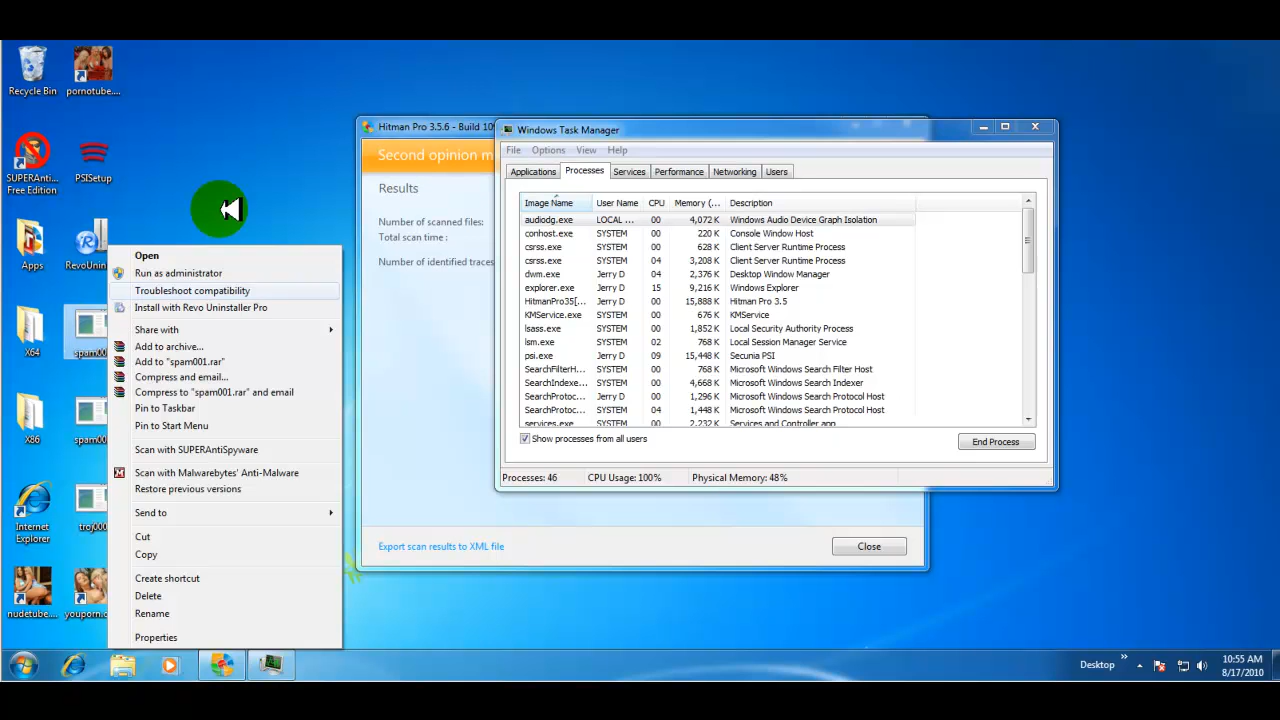 Recycle Bin
pornotube....
SUPERAnti...
Free Edition
PSISetup
Apps
RevoUnin
X64
spam00
X86
spam00
Internet
Explorer
troj000
nudetube....
youporn.c
Open
Run as administrator
Troubleshoot compatibility
Install with Revo Uninstaller Pro
Share with
Add to archive...
Add to "spam001.rar"
Compress and email...
Compress to "spam001.rar" and email
Pin to Taskbar
Pin to Start Menu
Scan with SUPERAntiSpyware
Scan with Malwarebytes' Anti-Malware
Restore previous versions
Send to
Cut
Copy
Create shortcut
Delete
Rename
Properties
Hitman Pro 3.5.6 - Build 10
Second opinion m
Results
Number of scanned files:
Total scan time :
Number of identified traces
Export scan results to XML file
Close
Windows Task Manager
File Options View Help
Applications Processes Services Performance Networking Users
Image Name User Name CPU Memory (... Description
audiodg.exe LOCAL ... 00 4,072 K Windows Audio Device Graph Isolation
conhost.exe SYSTEM 00 220 K Console Window Host
csrss.exe SYSTEM 00 628 K Client Server Runtime Process
csrss.exe SYSTEM 04 3,208 K Client Server Runtime Process
dwm.exe Jerry D 04 2,376 K Desktop Window Manager
explorer.exe Jerry D 15 9,216 K Windows Explorer
HitmanPro35[... Jerry D 00 15,888 K Hitman Pro 3.5
KMService.exe SYSTEM 00 676 K KMService
lsass.exe SYSTEM 00 1,852 K Local Security Authority Process
lsm.exe SYSTEM 02 768 K Local Session Manager Service
psi.exe Jerry D 09 15,448 K Secunia PSI
SearchFilterH... SYSTEM 00 768 K Microsoft Windows Search Filter Host
SearchIndexe... SYSTEM 00 4,668 K Microsoft Windows Search Indexer
SearchProtoc... Jerry D 00 1,296 K Microsoft Windows Search Protocol Host
SearchProtoc... SYSTEM 04 1,448 K Microsoft Windows Search Protocol Host
services.exe SYSTEM 00 2,232 K Services and Controller app
Show processes from all users
End Process
Processes: 46 CPU Usage: 100% Physical Memory: 48%
Desktop
10:55 AM
8/17/2010